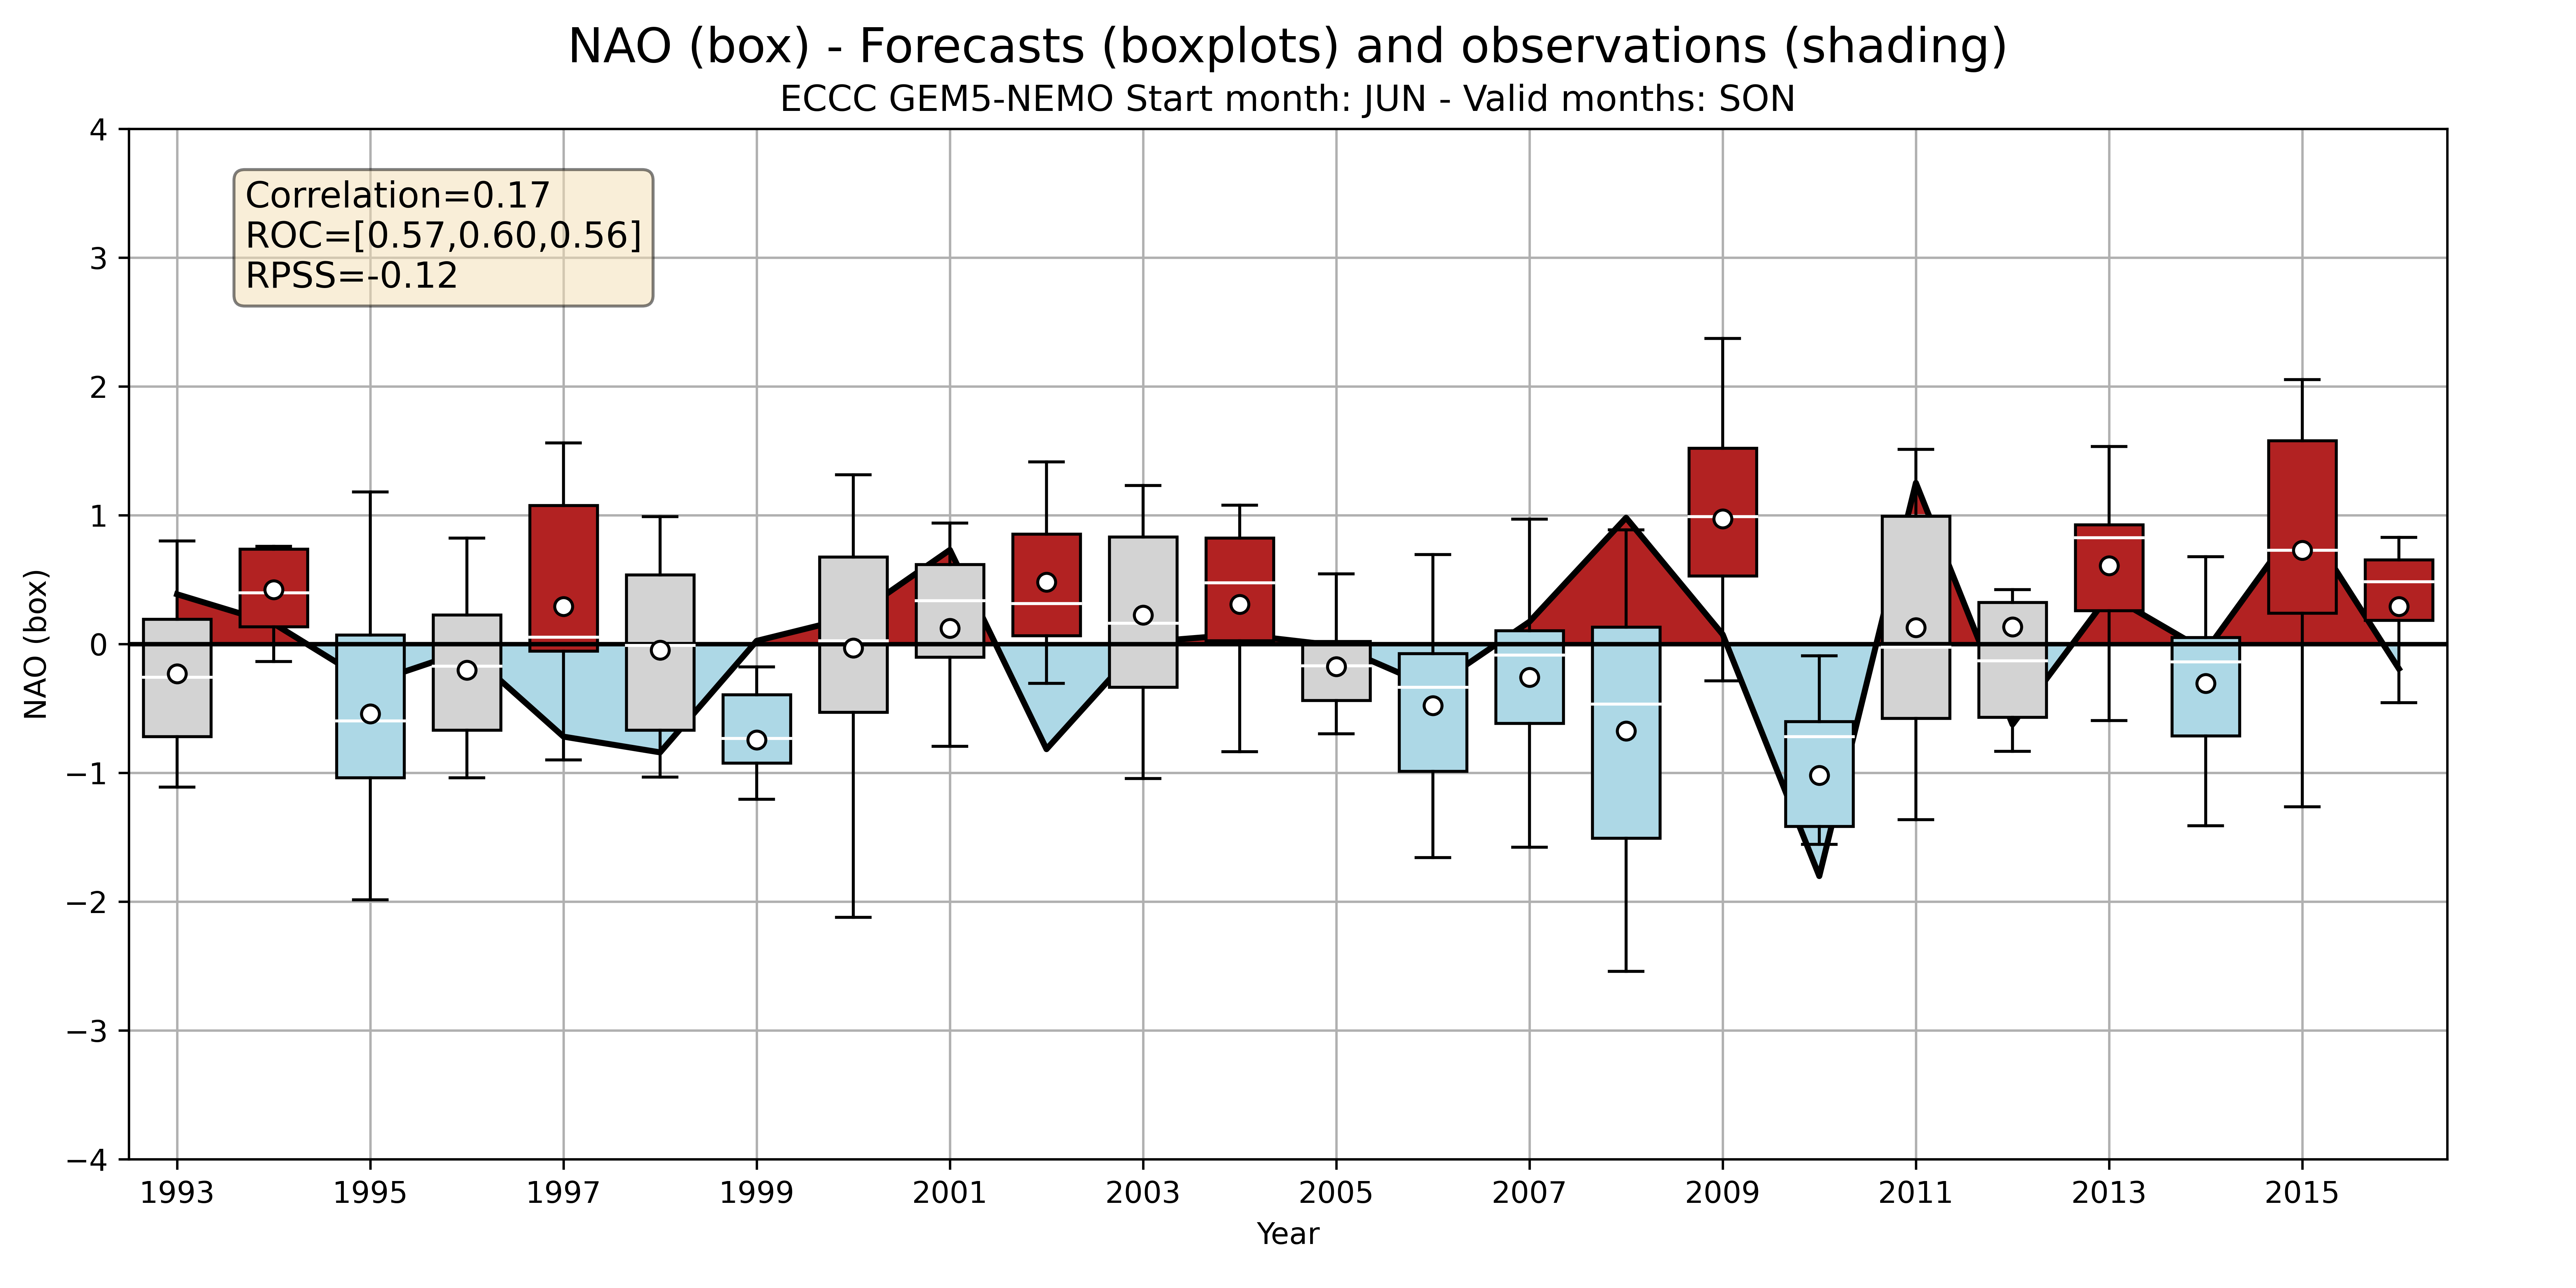 NAO (box) - Forecasts (boxplots) and observations (shading)
ECCC GEM5-NEMO Start month: JUN - Valid months: SON
Correlation=0.17
ROC=[0.57,0.60,0.56]
RPSS=-0.12
NAO (box)
4
3
2
1
0
−1
−2
−3
−4
1993 1995 1997 1999 2001 2003 2005 2007 2009 2011 2013 2015
Year